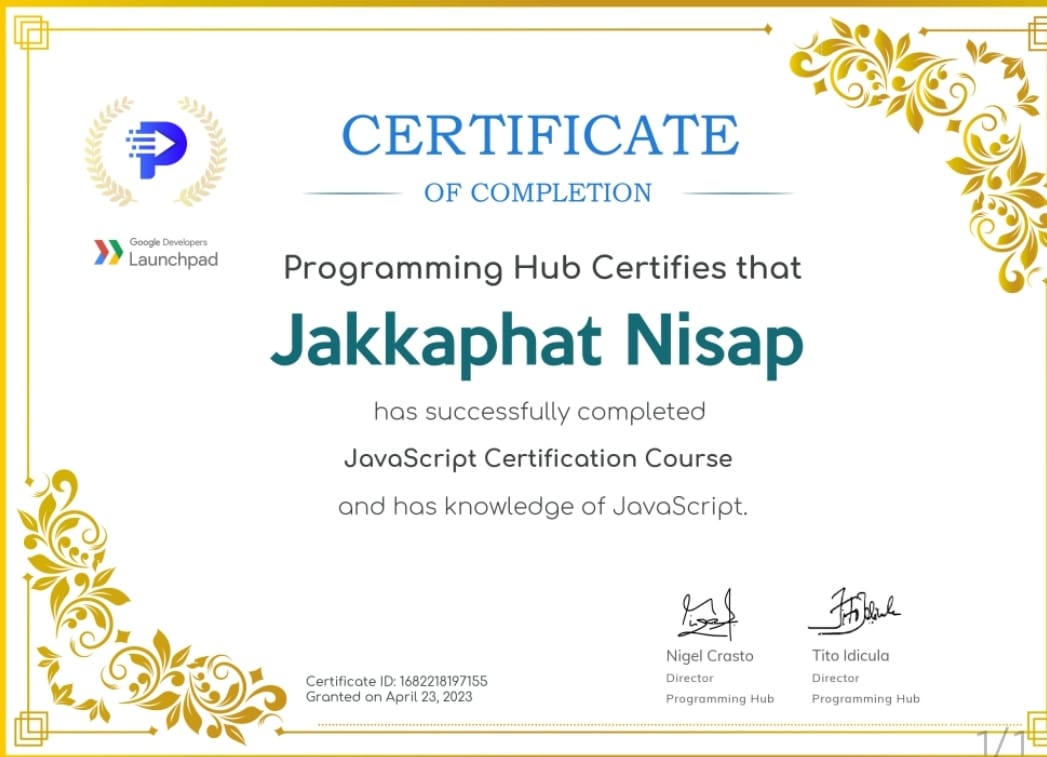 CERTIFICATE
OF COMPLETION
Google Developers
Launchpad
Programming Hub Certifies that
Jakkaphat Nisap
has successfully completed
JavaScript Certification Course
and has knowledge of JavaScript.
Nigel Crasto
Director
Programming Hub
Tito Idicula
Director
Programming Hub
Certificate ID: 1682218197155
Granted on April 23, 2023
1/1